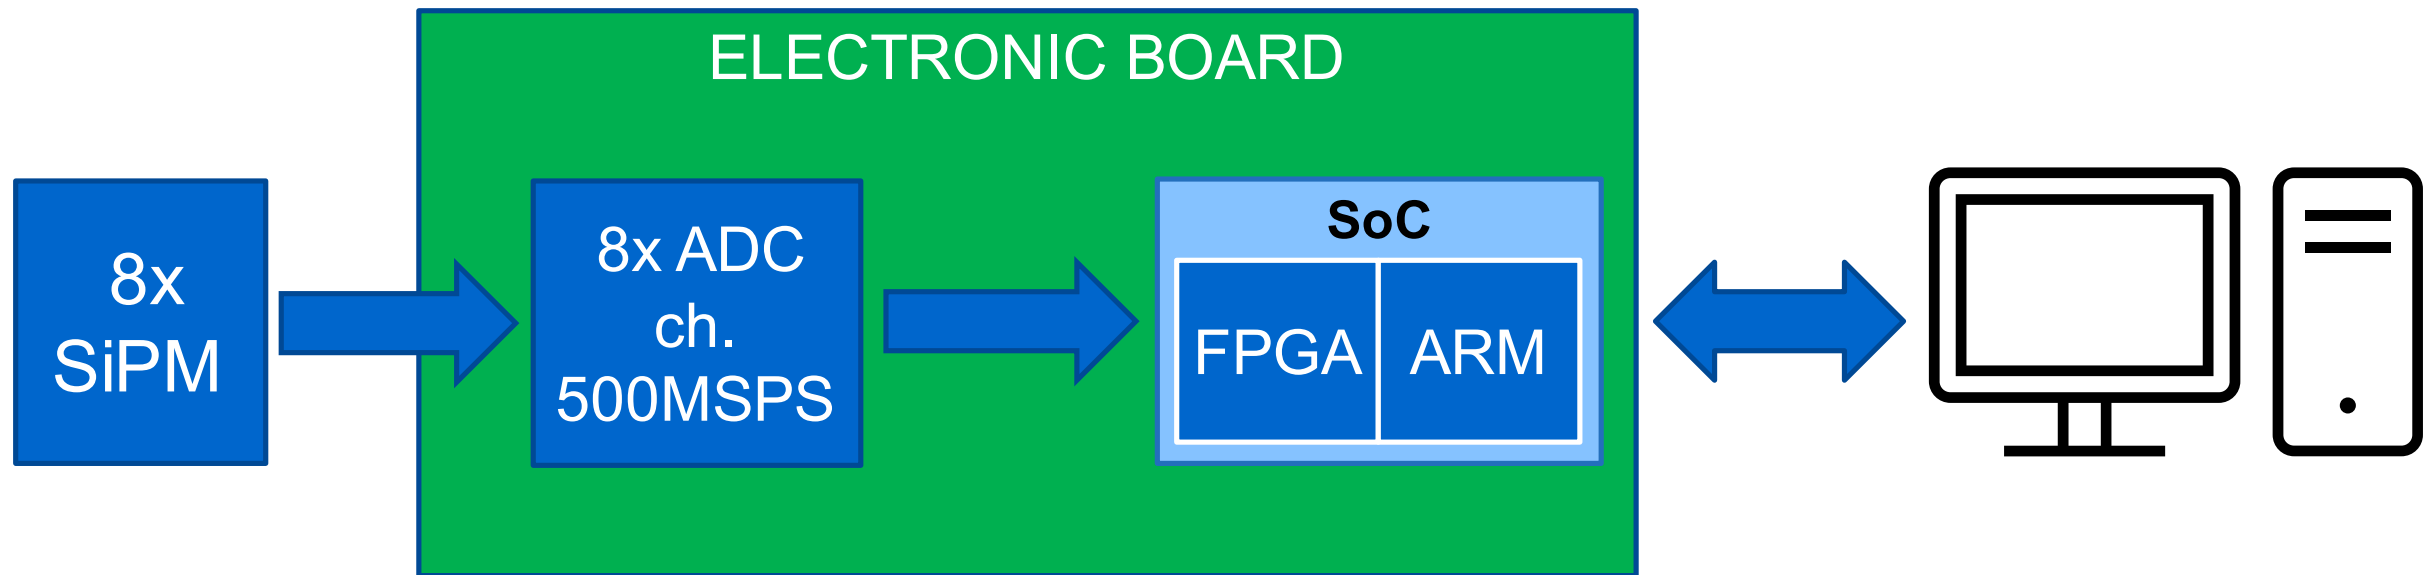 ELECTRONIC BOARD
8x
SiPM
8x ADC
ch.
500MSPS
SoC
FPGA
ARM